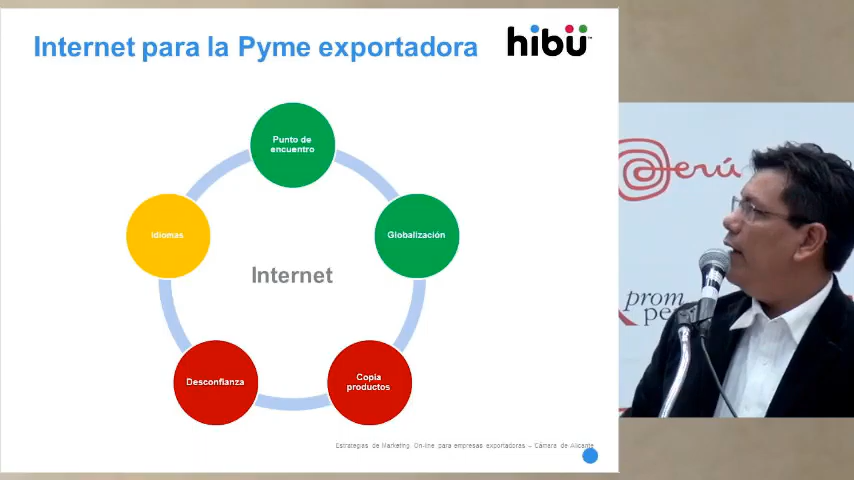 Internet para la Pyme exportadora
hibü
Punto de
encuentro
Idiomas
Globalización
Internet
Desconfianza
Copia
productos
Estrategias de Marketing On-line para empresas exportadoras – Cámara de Alicante
Perú
prom
pe